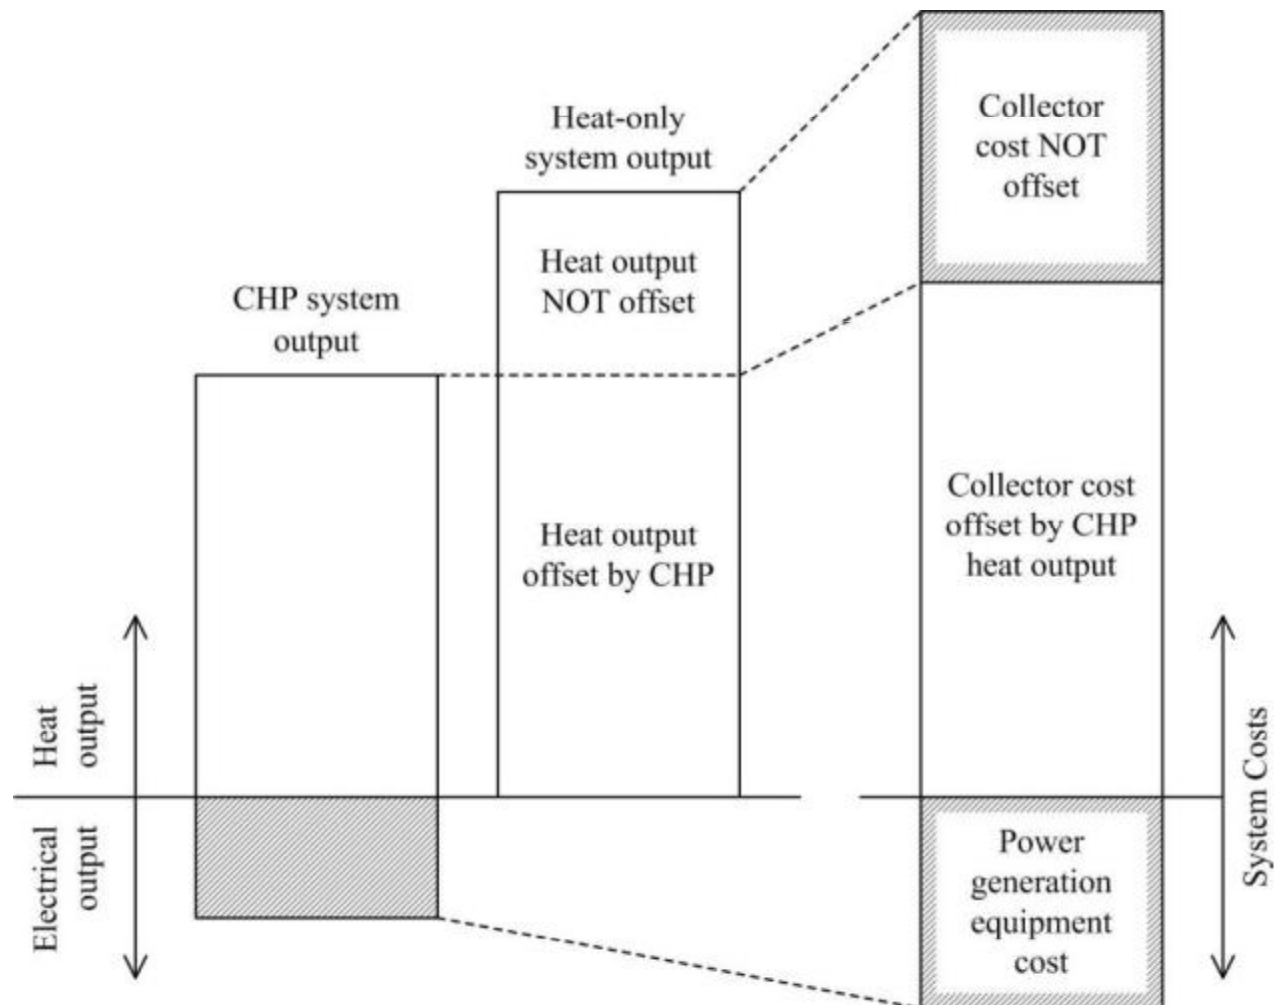 Heat-only
system output
CHP system
output
Heat output
NOT offset
Heat output
offset by CHP
Collector
cost NOT
offset
Collector cost
offset by CHP
heat output
Power
generation
equipment
cost
Heat
output
Electrical
output
System Costs